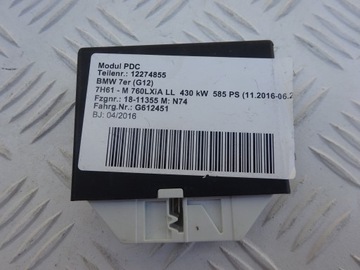 Modul PDC
Teilenr.: 12274855
BMW 7er (G12)
7H61 - M 760LXiA LL 430 kW 585 PS (11.2016-06.2
Fzgnr.: 18-11355 M: N74
Fahrg.Nr.: G612451
BJ: 04/2016